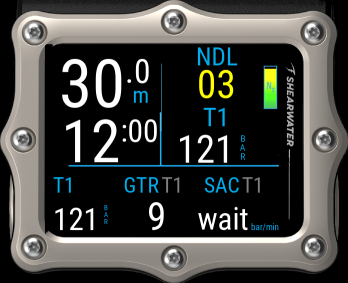 30.0 m
12:00
NDL
03
T1
121 BAR
N₂
SHEARWATER
T1 GTR T1 SAC T1
121 BAR 9 wait bar/min